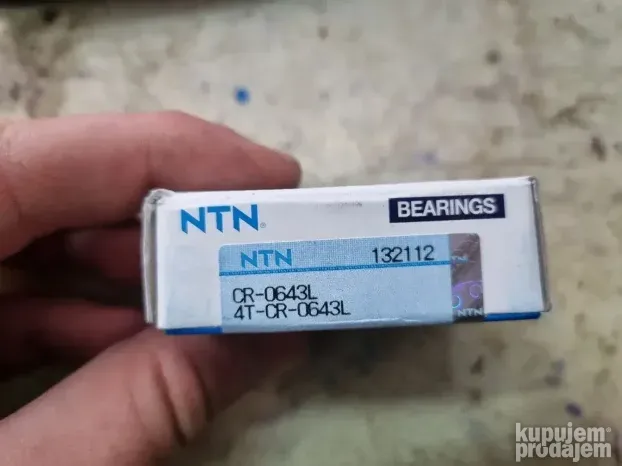 NTN® BEARINGS
NTN 132112
CR-0643L
4T-CR-0643L
NTN
kupujem®
prodajem